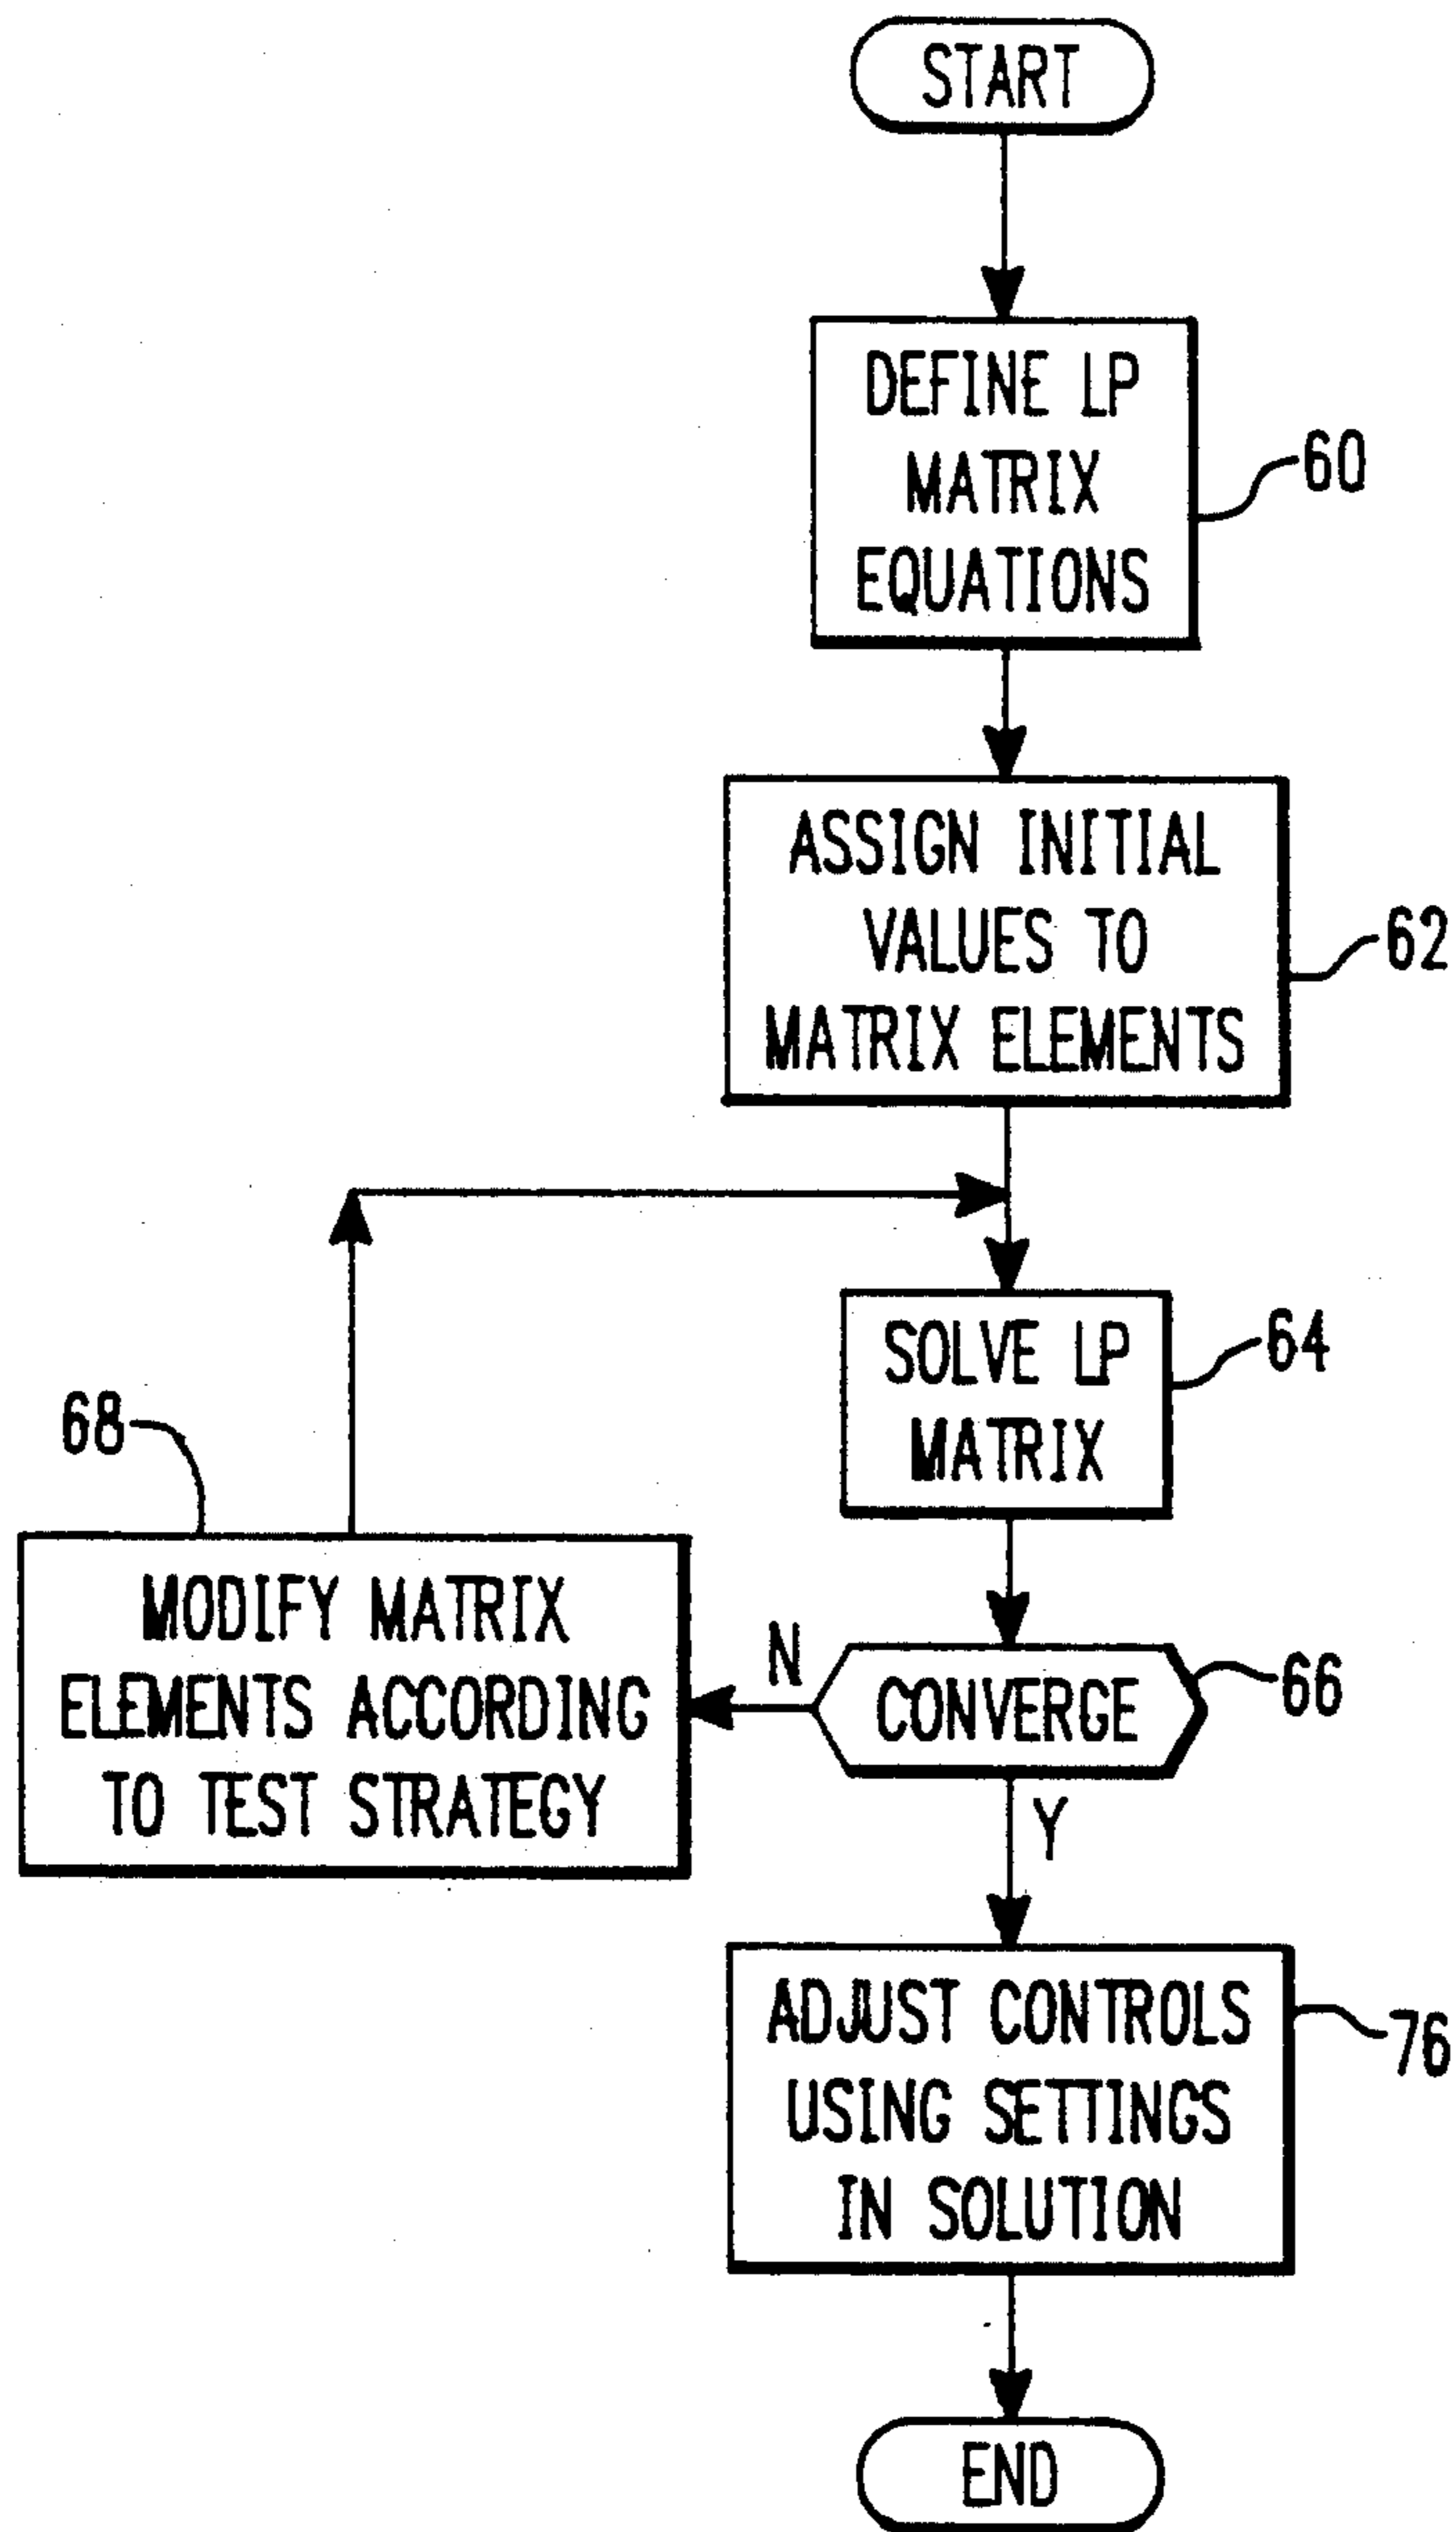 START
DEFINE LP
MATRIX
EQUATIONS
60
ASSIGN INITIAL
VALUES TO
MATRIX ELEMENTS
62
SOLVE LP
MATRIX
64
68
MODIFY MATRIX
ELEMENTS ACCORDING
TO TEST STRATEGY
N
CONVERGE
66
Y
ADJUST CONTROLS
USING SETTINGS
IN SOLUTION
76
END